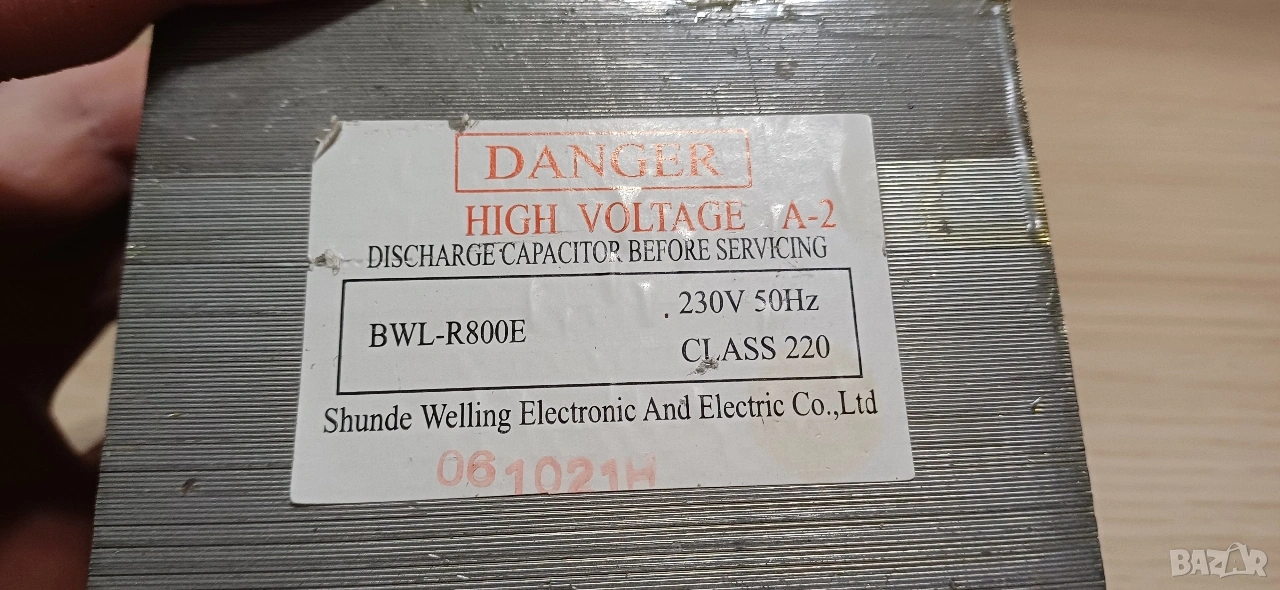 DANGER
HIGH VOLTAGE A-2
DISCHARGE CAPACITOR BEFORE SERVICING
BWL-R800E
230V 50Hz
CLASS 220
Shunde Welling Electronic And Electric Co.,Ltd
061021H
BAZAR